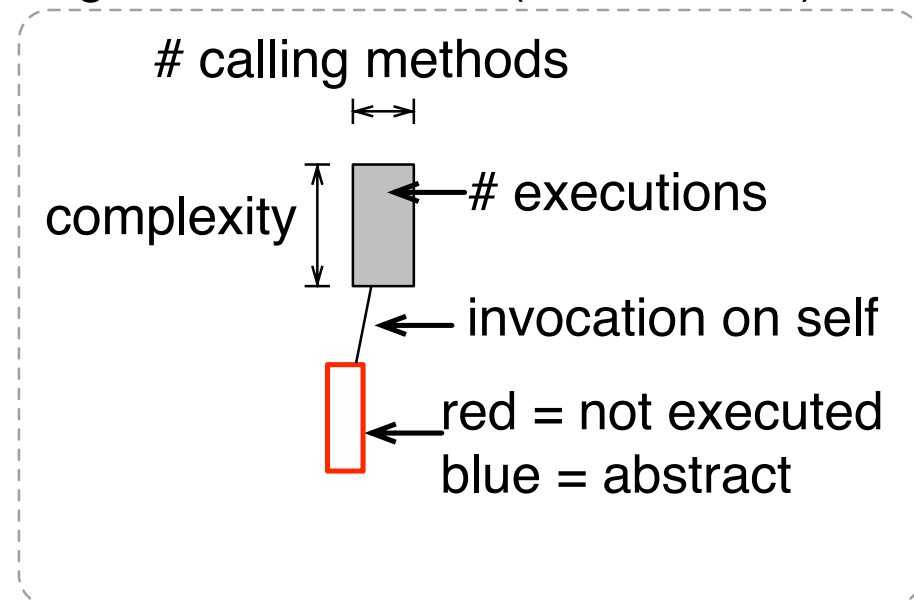 # calling methods
complexity
# executions
invocation on self
red = not executed
blue = abstract